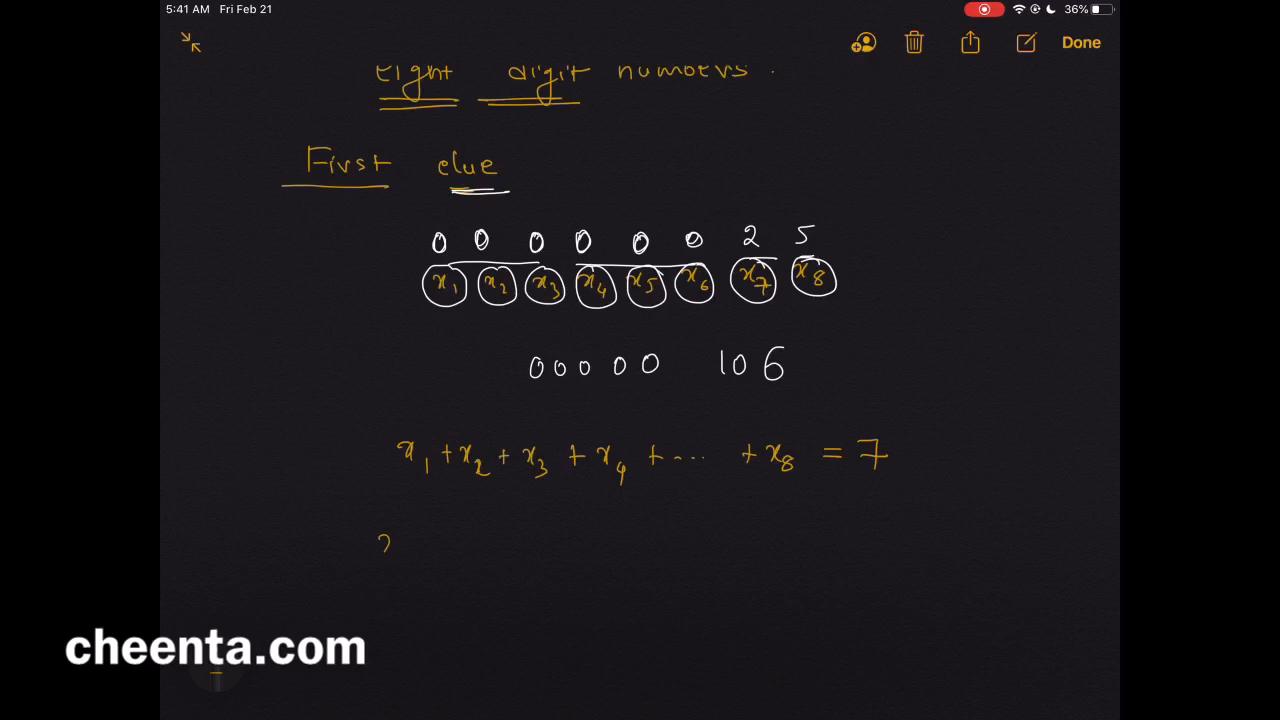 5:41 AM Fri Feb 21
36%
Done
eight digit numbers.
First clue
0 0 0 0 0 0 2 5
x₁ x₂ x₃ x₄ x₅ x₆ x₇ x₈
0 0 0 0 0 1 0 6
x₁ + x₂ + x₃ + x₄ + ... + x₈ = 7
cheenta.com